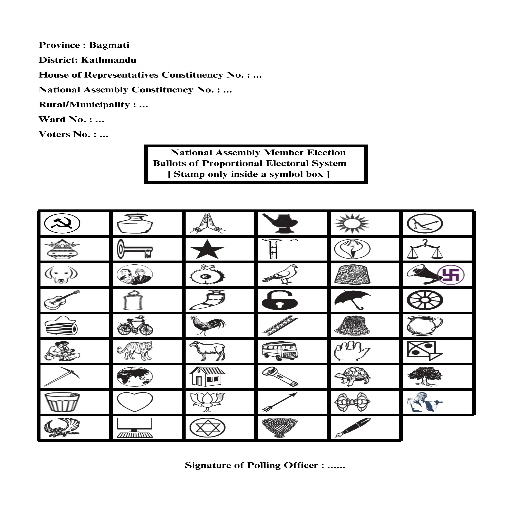 Province : Bagmati
District: Kathmandu
House of Representatives Constituency No. : ...
National Assembly Constituency No. : ...
Rural/Municipality : ...
Ward No. : ...
Voters No. : ...
National Assembly Member Election
Ballots of Proportional Electoral System
[ Stamp only inside a symbol box ]
Signature of Polling Officer : ......